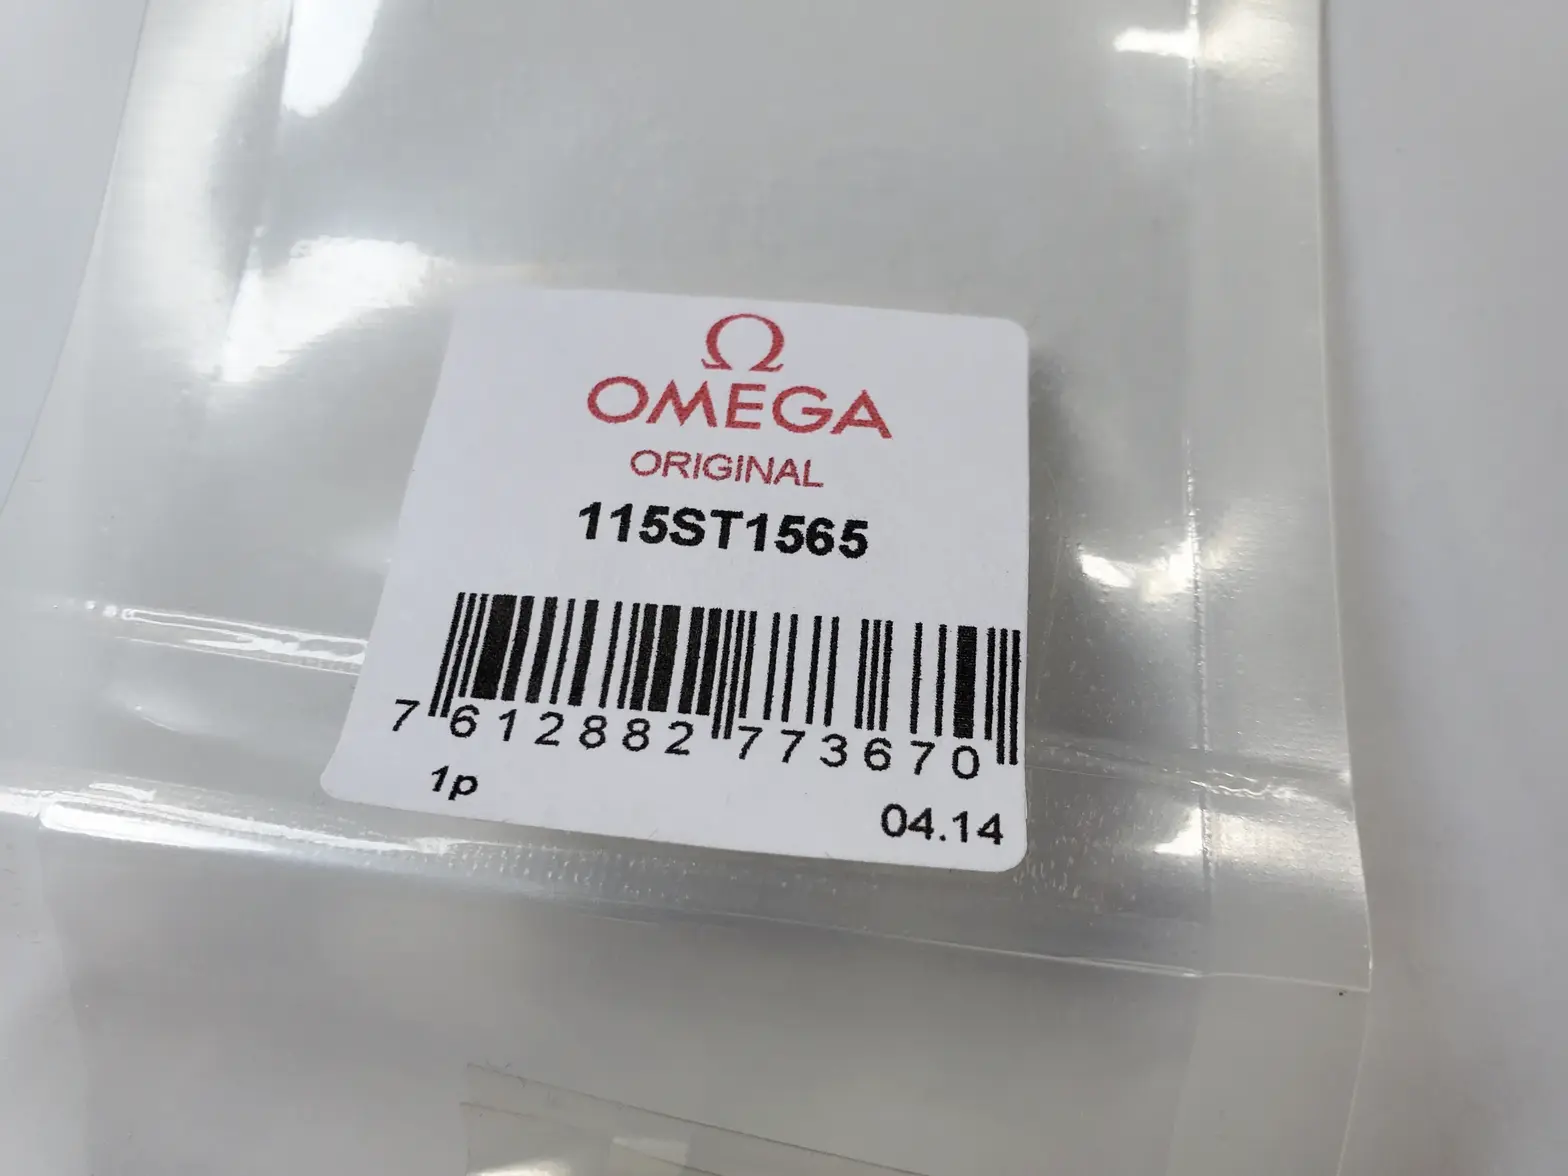 Ω
OMEGA
ORIGINAL
115ST1565
7 612882 773670
1p
04.14